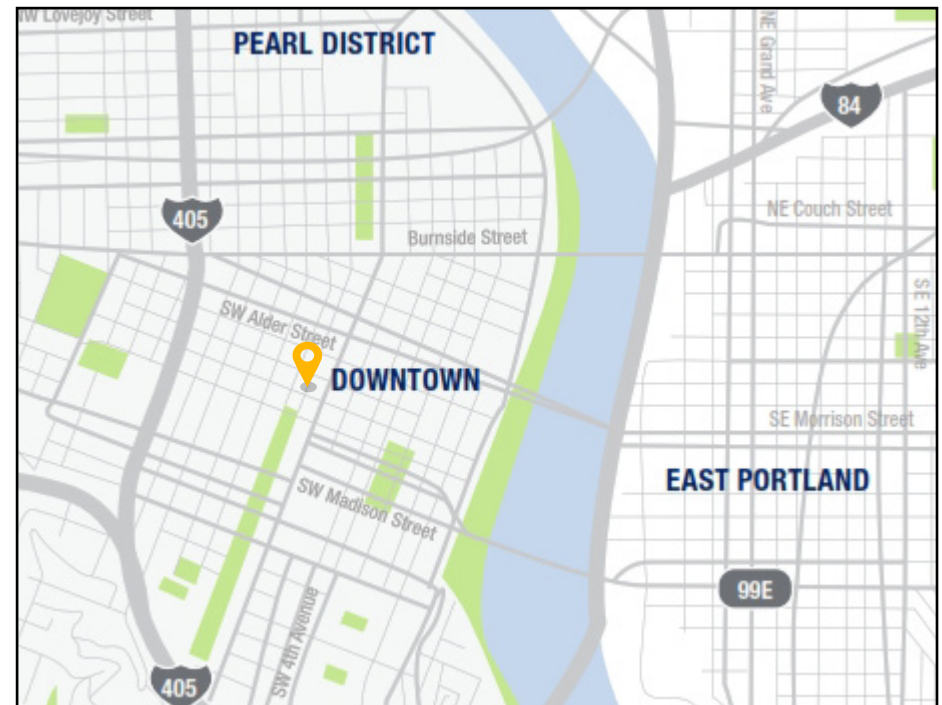 NW Lovejoy Street
PEARL DISTRICT
NE Grand Ave
84
405
NE Couch Street
Burnside Street
SE 12th Ave
SW Alder Street
DOWNTOWN
SE Morrison Street
EAST PORTLAND
SW Madison Street
99E
SW 4th Avenue
405